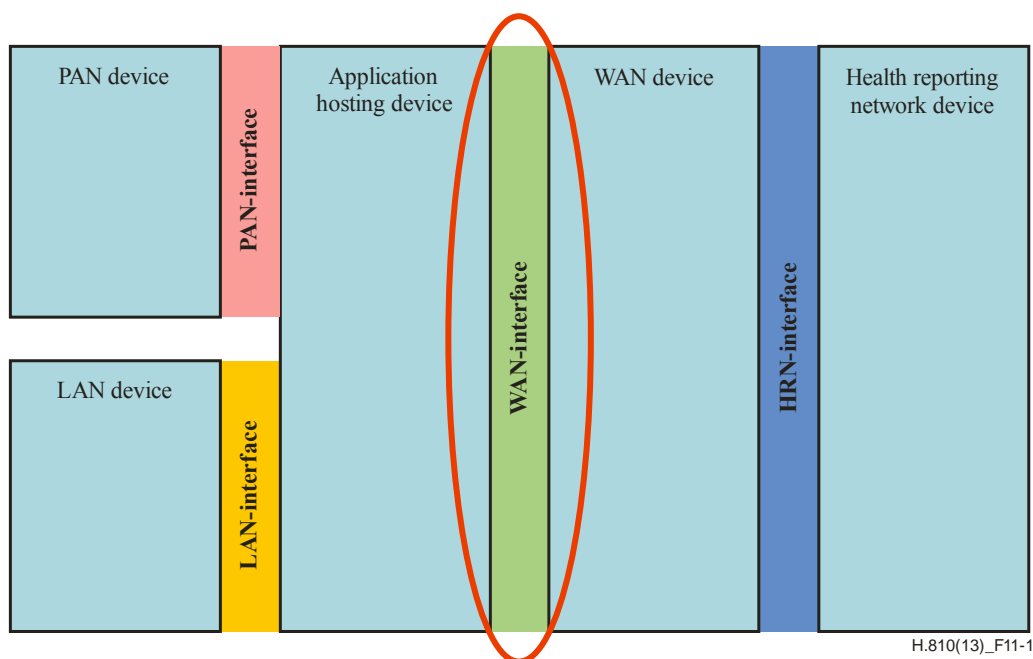 PAN device
PAN-interface
Application
hosting device
WAN-interface
WAN device
HRN-interface
Health reporting
network device
LAN device
LAN-interface
H.810(13)_F11-1